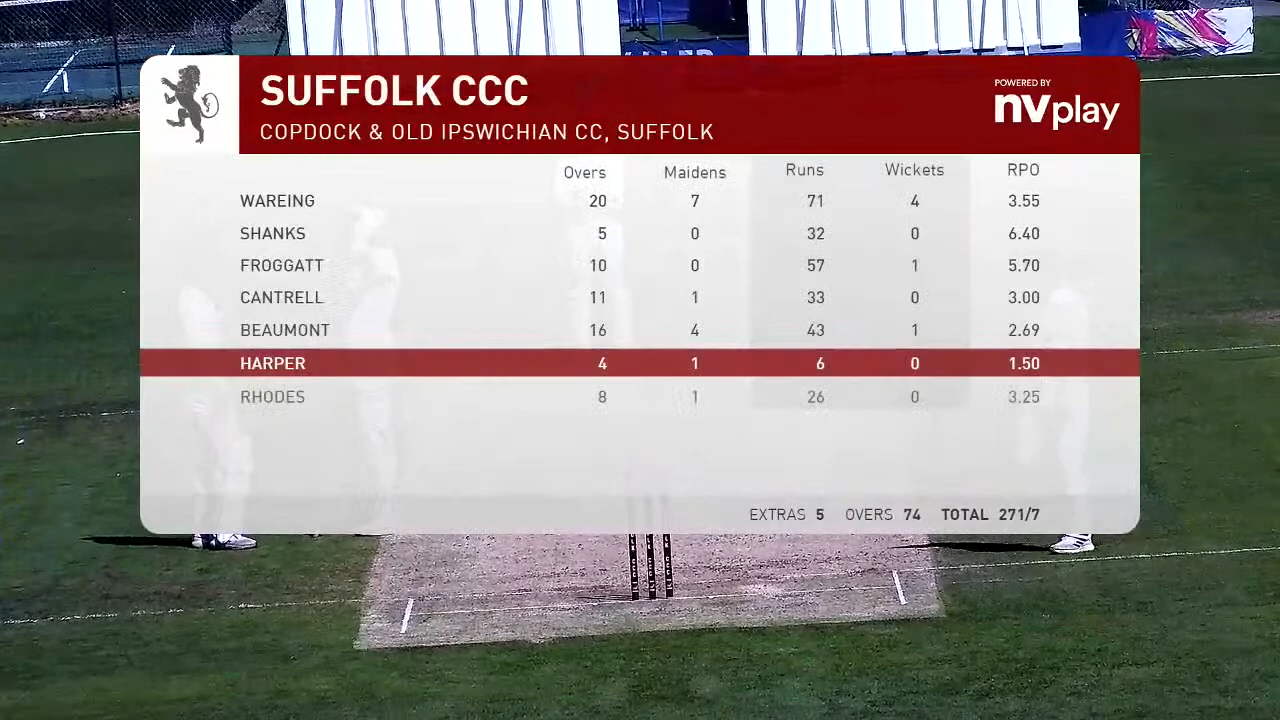 SUFFOLK CCC
COPDOCK & OLD IPSWICHIAN CC, SUFFOLK
POWERED BY
nvplay
Overs Maidens Runs Wickets RPO
WAREING 20 7 71 4 3.55
SHANKS 5 0 32 0 6.40
FROGGATT 10 0 57 1 5.70
CANTRELL 11 1 33 0 3.00
BEAUMONT 16 4 43 1 2.69
HARPER 4 1 6 0 1.50
RHODES 8 1 26 0 3.25
EXTRAS 5 OVERS 74 TOTAL 271/7